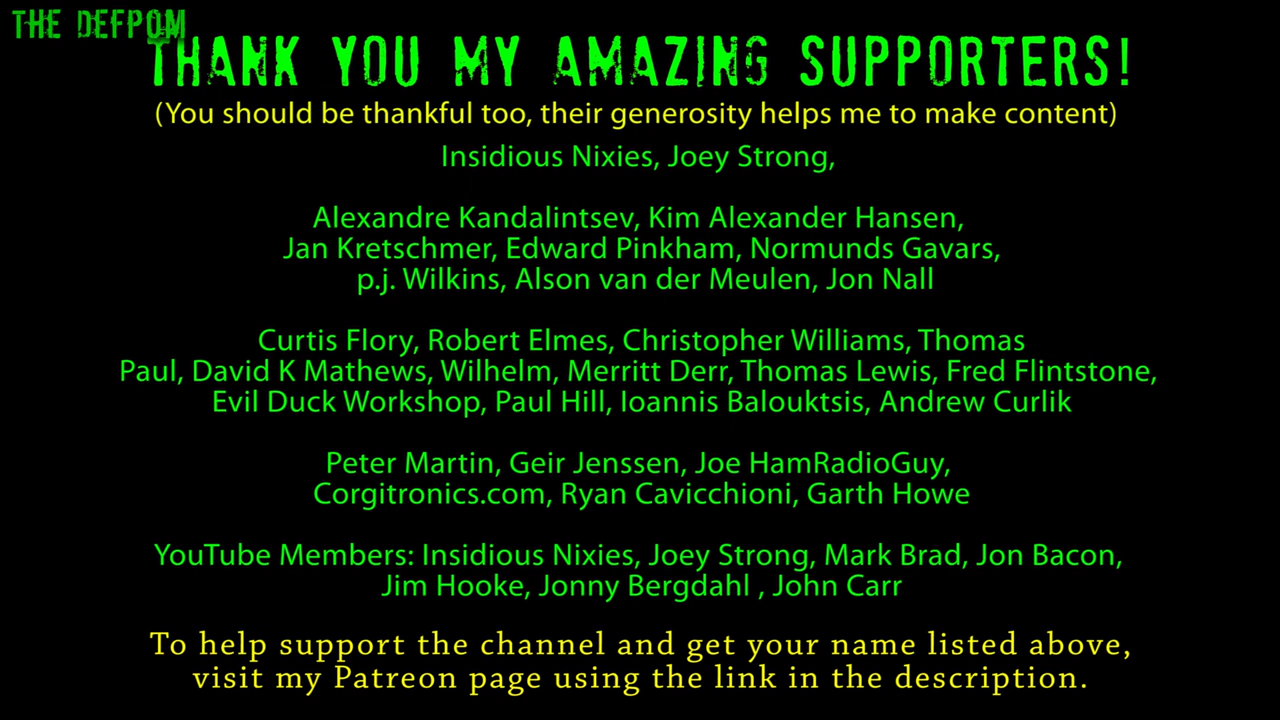 THE DEFPOM
THANK YOU MY AMAZING SUPPORTERS!
(You should be thankful too, their generosity helps me to make content)
Insidious Nixies, Joey Strong,
Alexandre Kandalintsev, Kim Alexander Hansen,
Jan Kretschmer, Edward Pinkham, Normunds Gavars,
p.j. Wilkins, Alson van der Meulen, Jon Nall
Curtis Flory, Robert Elmes, Christopher Williams, Thomas
Paul, David K Mathews, Wilhelm, Merritt Derr, Thomas Lewis, Fred Flintstone,
Evil Duck Workshop, Paul Hill, Ioannis Balouktsis, Andrew Curlik
Peter Martin, Geir Jenssen, Joe HamRadioGuy,
Corgitronics.com, Ryan Cavicchioni, Garth Howe
YouTube Members: Insidious Nixies, Joey Strong, Mark Brad, Jon Bacon,
Jim Hooke, Jonny Bergdahl , John Carr
To help support the channel and get your name listed above,
visit my Patreon page using the link in the description.